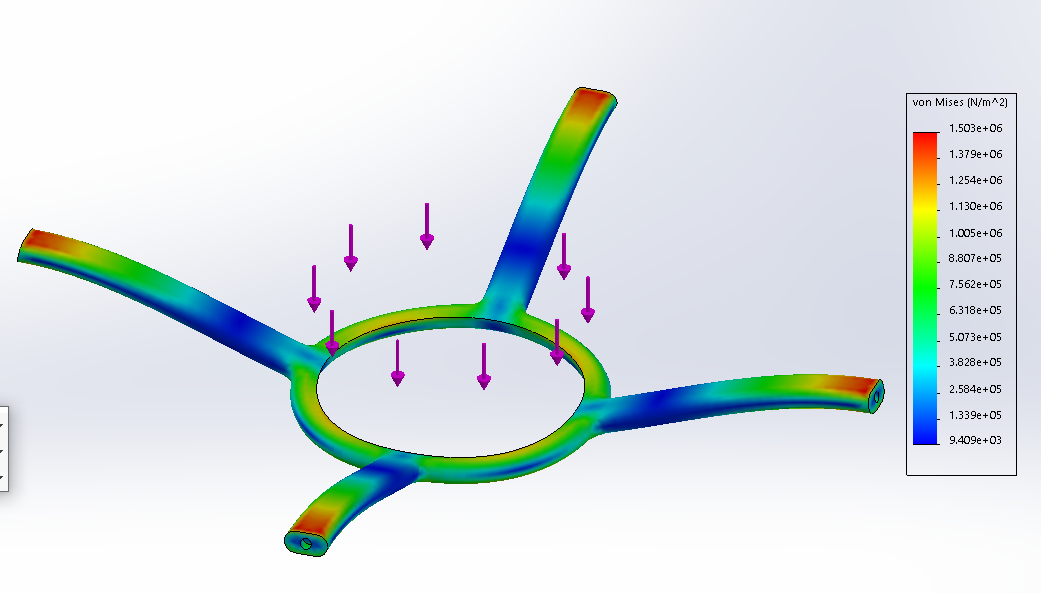 von Mises (N/m^2)
1.503e+06
1.379e+06
1.254e+06
1.130e+06
1.005e+06
8.807e+05
7.562e+05
6.318e+05
5.073e+05
3.828e+05
2.584e+05
1.339e+05
9.409e+03